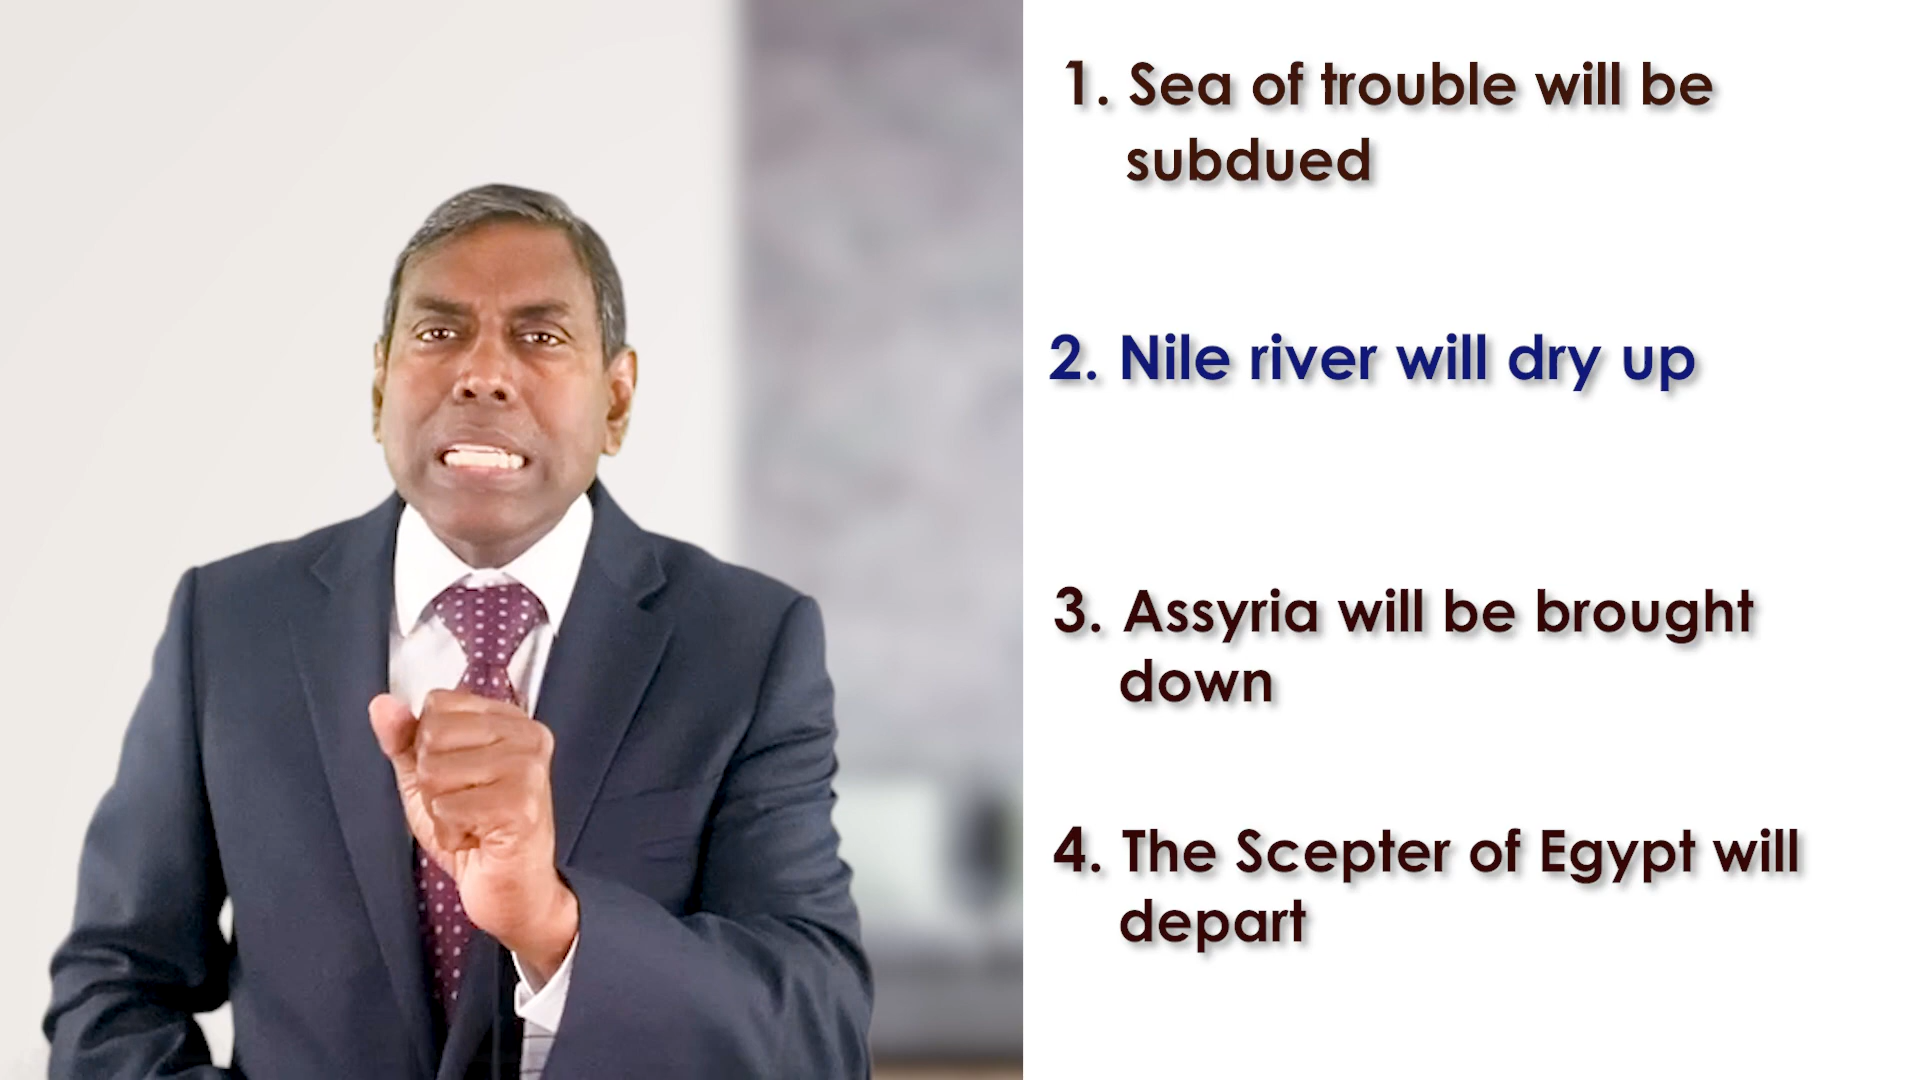 1. Sea of trouble will be
subdued
2. Nile river will dry up
3. Assyria will be brought
down
4. The Scepter of Egypt will
depart